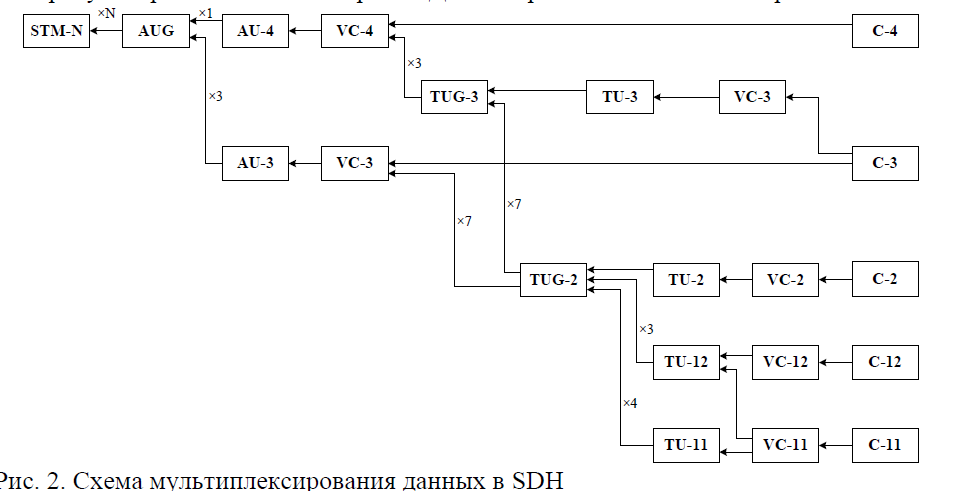 ×N
×1
STM-N
AUG
AU-4
VC-4
C-4
×3
×3
TUG-3
TU-3
VC-3
AU-3
VC-3
C-3
×7
×7
TUG-2
TU-2
VC-2
C-2
×3
TU-12
VC-12
C-12
×4
TU-11
VC-11
C-11
Рис. 2. Схема мультиплексирования данных в SDH